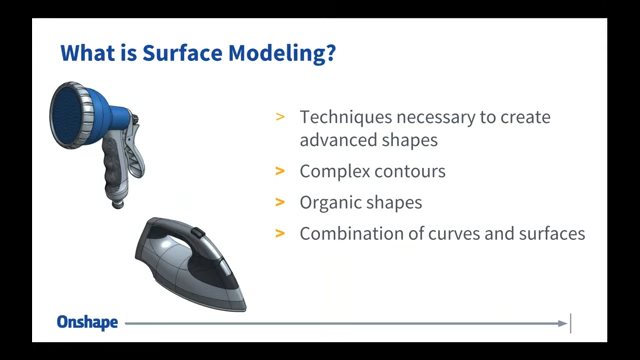 What is Surface Modeling?
> Techniques necessary to create
advanced shapes
> Complex contours
> Organic shapes
> Combination of curves and surfaces
Onshape